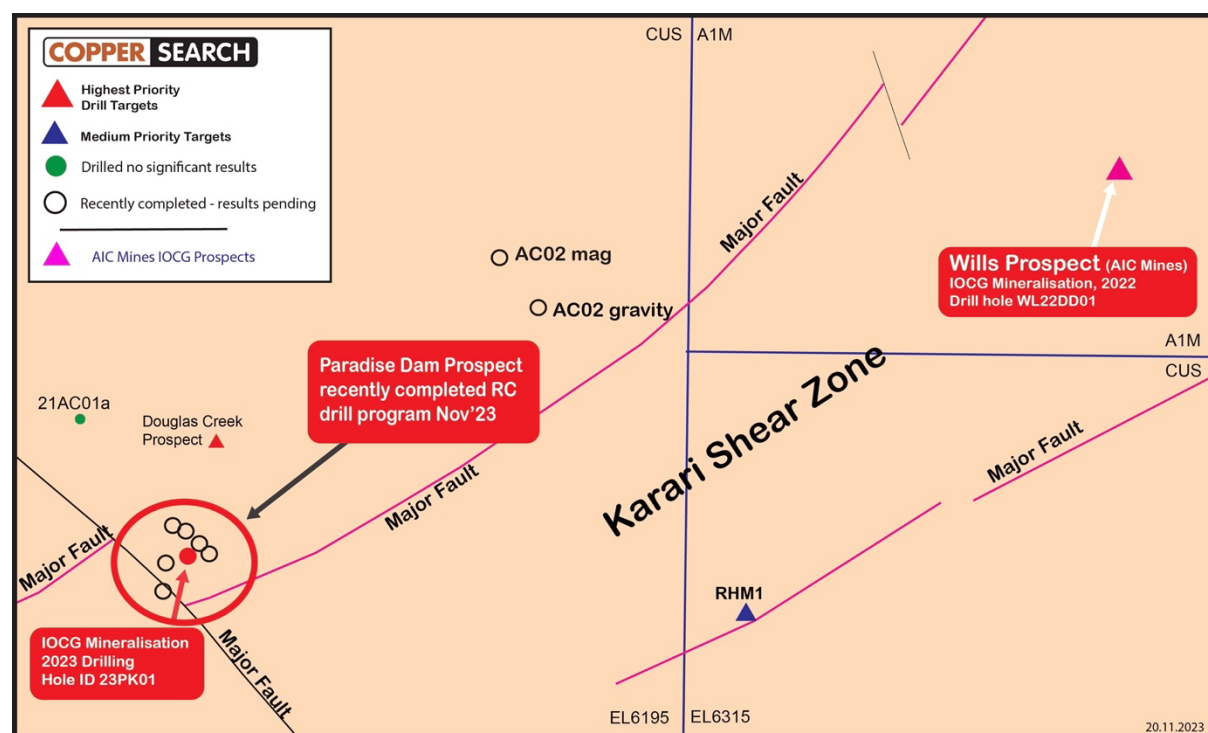 COPPER SEARCH
Highest Priority
Drill Targets
Medium Priority Targets
Drilled no significant results
Recently completed - results pending
AIC Mines IOCG Prospects
CUS
A1M
Major Fault
AC02 mag
AC02 gravity
Wills Prospect (AIC Mines)
IOCG Mineralisation, 2022
Drill hole WL22DD01
A1M
CUS
Paradise Dam Prospect
recently completed RC
drill program Nov'23
21AC01a
Douglas Creek
Prospect
Karari Shear Zone
Major Fault
Major Fault
Major Fault
RHM1
IOCG Mineralisation
2023 Drilling
Hole ID 23PK01
Major Fault
EL6195
EL6315
20.11.2023